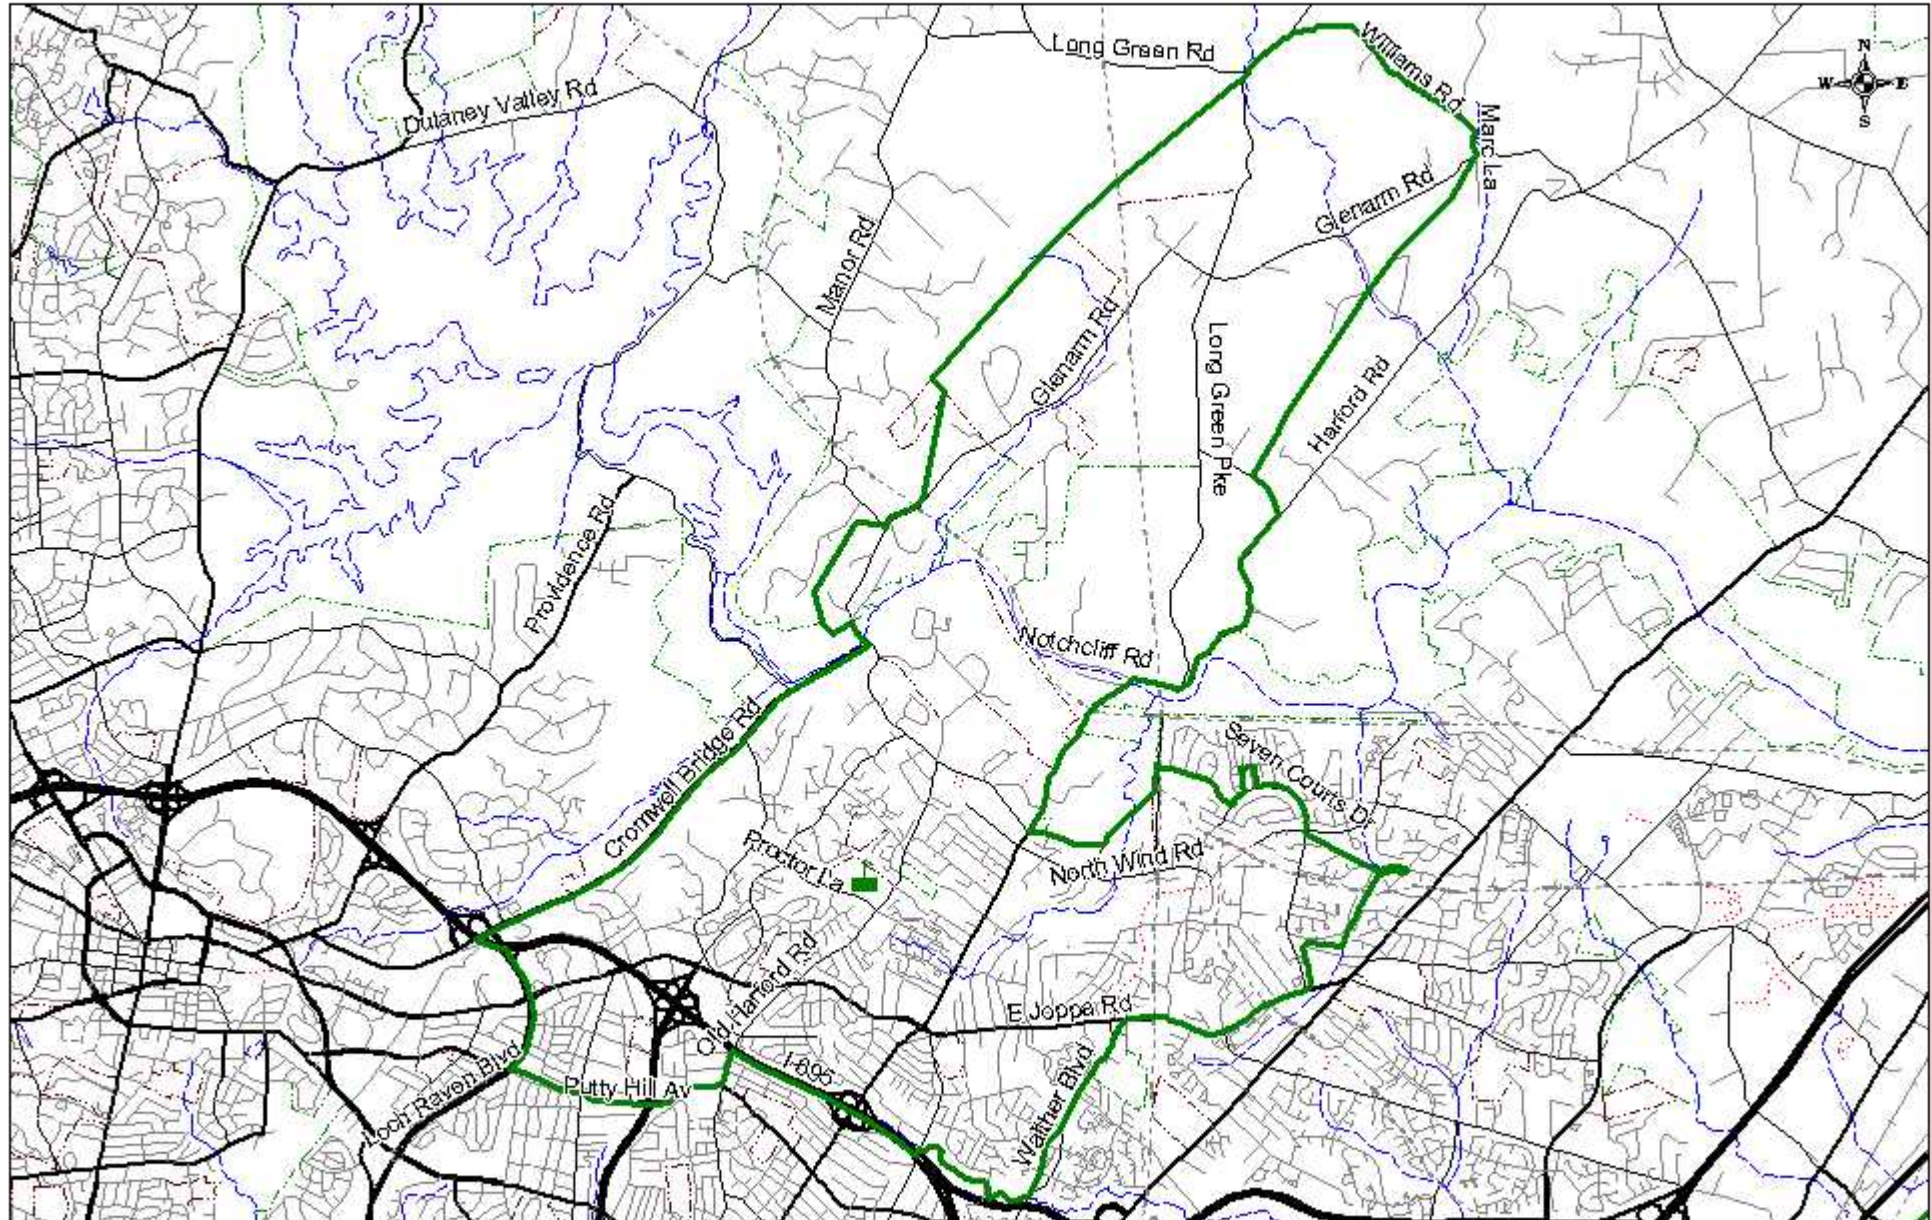 Long Green Rd
Williams Rd
N
W E
S
Dulaney Valley Rd
Marc La
Glenarm Rd
Manor Rd
Glenarm Rd
Long Green Pke
Harford Rd
Providence Rd
Notchcliff Rd
Cromwell Bridge Rd
Seven Courts Dr
Proctor La
North Wind Rd
Old Harford Rd
E Joppa Rd
I-695
Loch Raven Blvd
Putty Hill Av
Walther Blvd